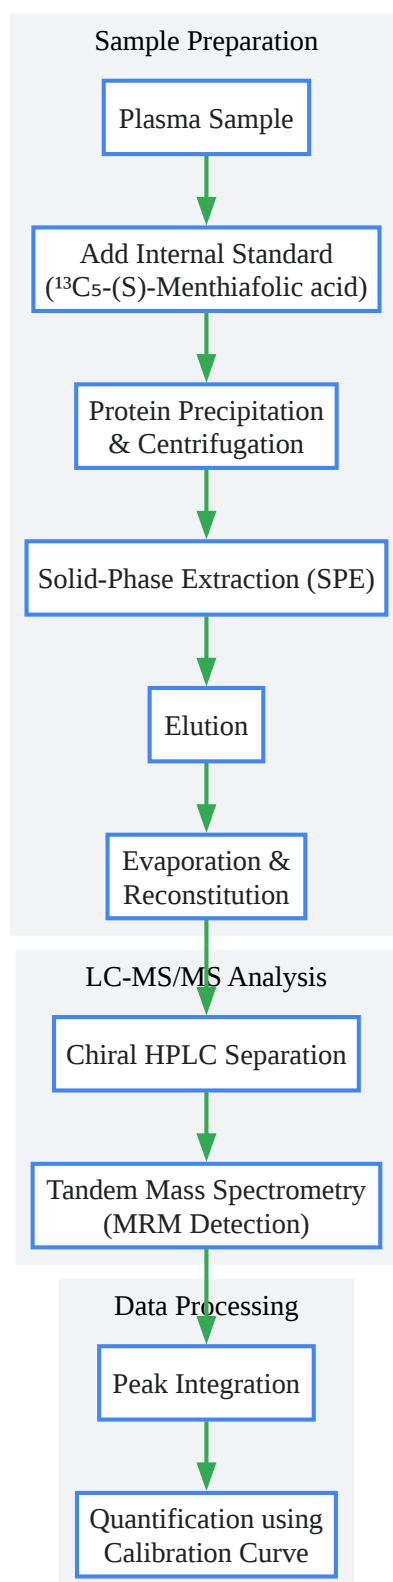 Sample Preparation
Plasma Sample
Add Internal Standard
(¹³C₅-(S)-Menthiafolic acid)
Protein Precipitation
& Centrifugation
Solid-Phase Extraction (SPE)
Elution
Evaporation &
Reconstitution
LC-MS/MS Analysis
Chiral HPLC Separation
Tandem Mass Spectrometry
(MRM Detection)
Data Processing
Peak Integration
Quantification using
Calibration Curve